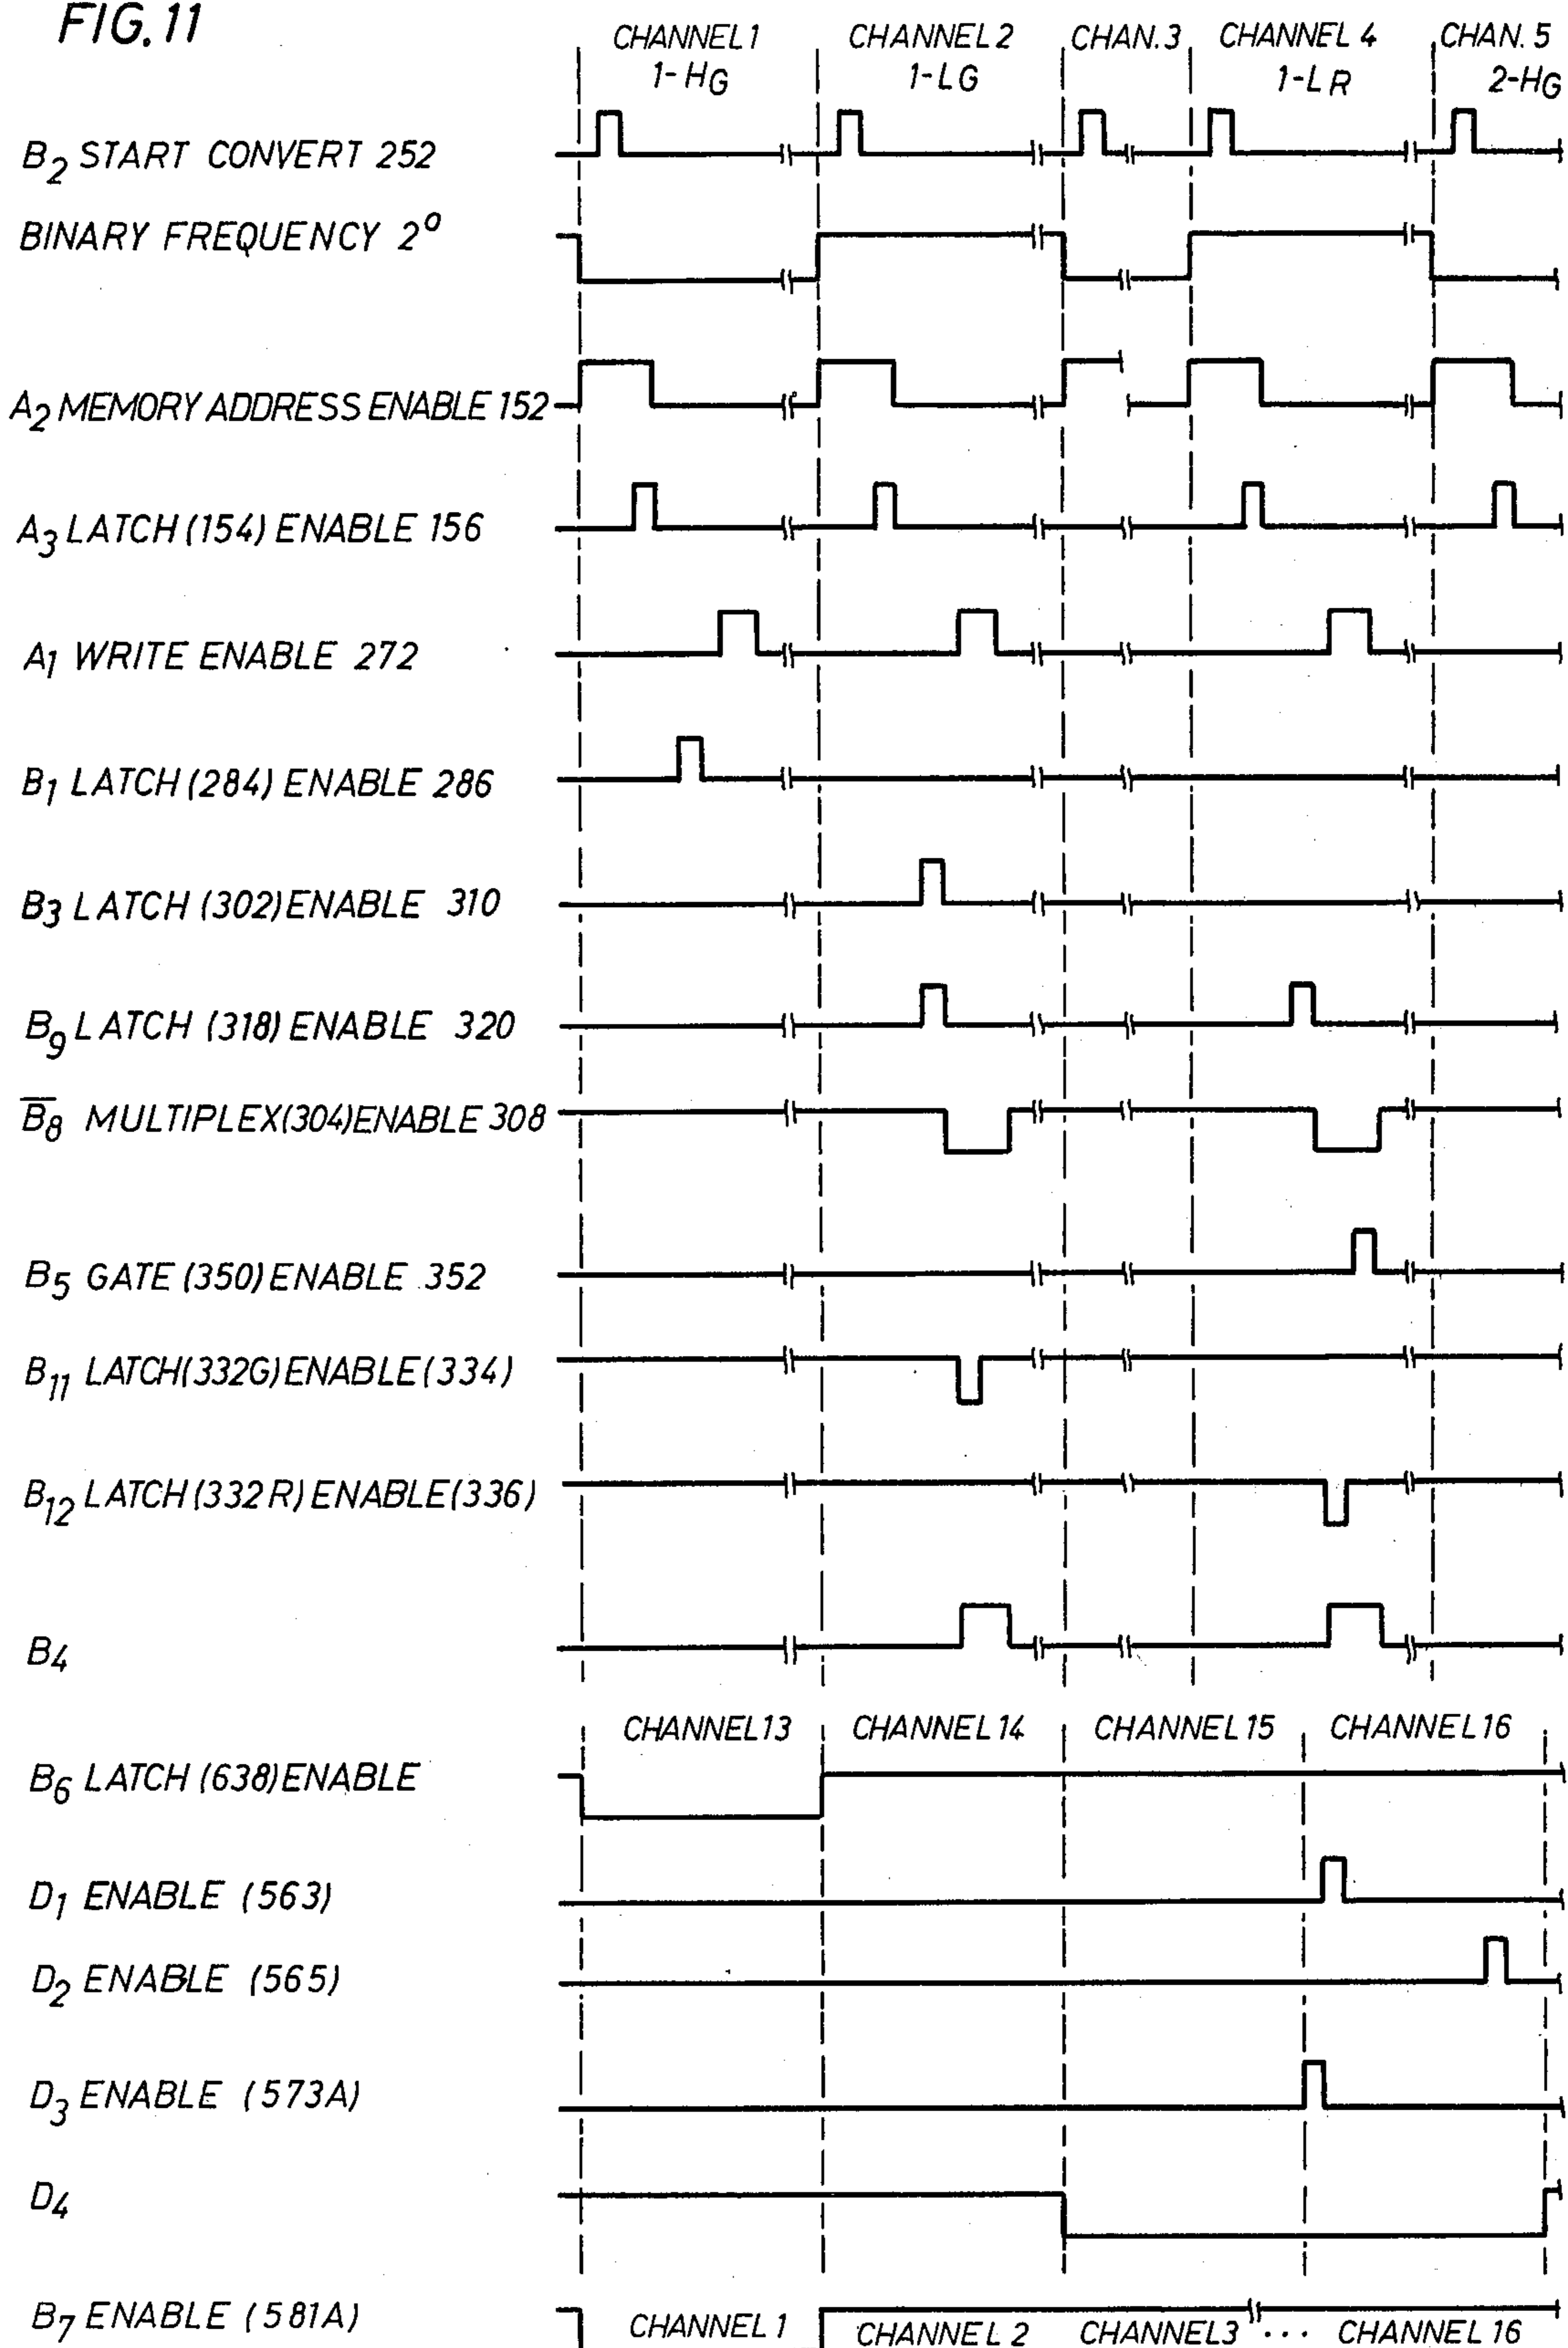 FIG. 11
CHANNEL 1 CHANNEL 2 CHAN. 3 CHANNEL 4 CHAN. 5
1-HG 1-LG 1-LR 2-HG
B2 START CONVERT 252
BINARY FREQUENCY 2⁰
A2 MEMORY ADDRESS ENABLE 152
A3 LATCH (154) ENABLE 156
A1 WRITE ENABLE 272
B1 LATCH (284) ENABLE 286
B3 LATCH (302) ENABLE 310
B9 LATCH (318) ENABLE 320
B̅8 MULTIPLEX (304) ENABLE 308
B5 GATE (350) ENABLE 352
B11 LATCH (332G) ENABLE (334)
B12 LATCH (332R) ENABLE (336)
B4
CHANNEL 13 CHANNEL 14 CHANNEL 15 CHANNEL 16
B6 LATCH (638) ENABLE
D1 ENABLE (563)
D2 ENABLE (565)
D3 ENABLE (573A)
D4
B7 ENABLE (581A)
CHANNEL 1 CHANNEL 2 CHANNEL 3 ... CHANNEL 16